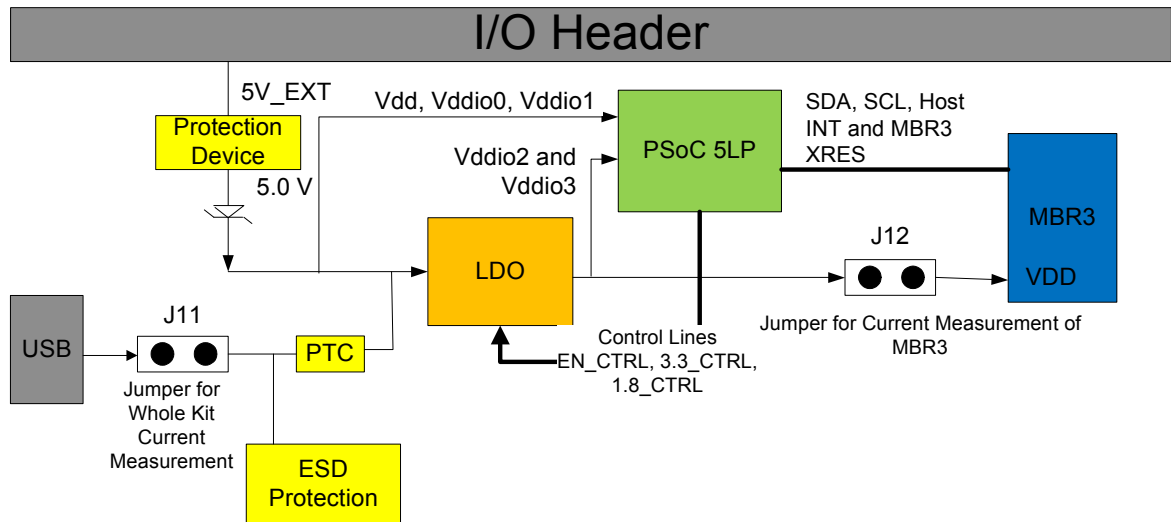 I/O Header
5V_EXT
Protection
Device
5.0 V
Vdd, Vddio0, Vddio1
Vddio2 and
Vddio3
PSoC 5LP
SDA, SCL, Host
INT and MBR3
XRES
MBR3
VDD
LDO
J12
Jumper for Current Measurement of
MBR3
Control Lines
EN_CTRL, 3.3_CTRL,
1.8_CTRL
USB
J11
Jumper for
Whole Kit
Current
Measurement
PTC
ESD
Protection